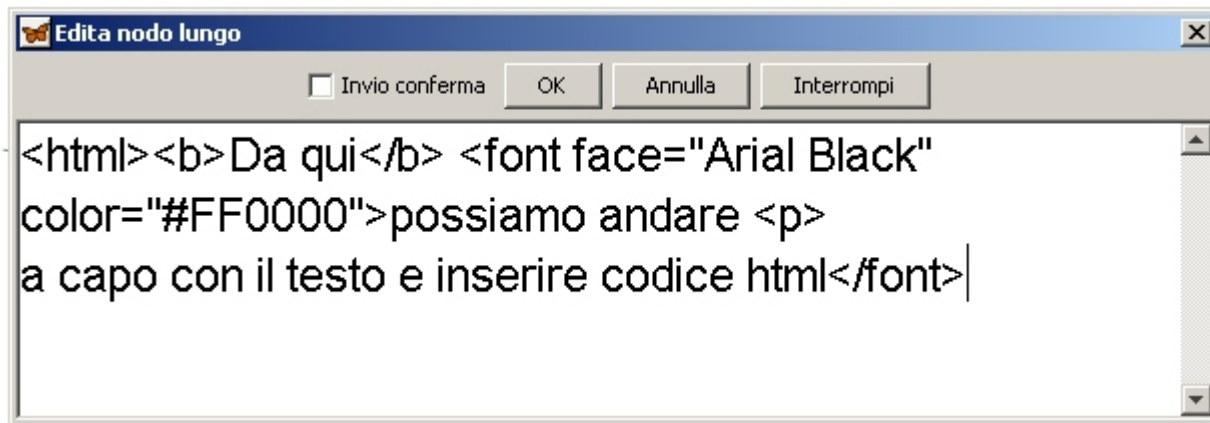 Edita nodo lungo
Invio conferma OK Annulla Interrompi
<html><b>Da qui</b> <font face="Arial Black"
color="#FF0000">possiamo andare <p>
a capo con il testo e inserire codice html</font>